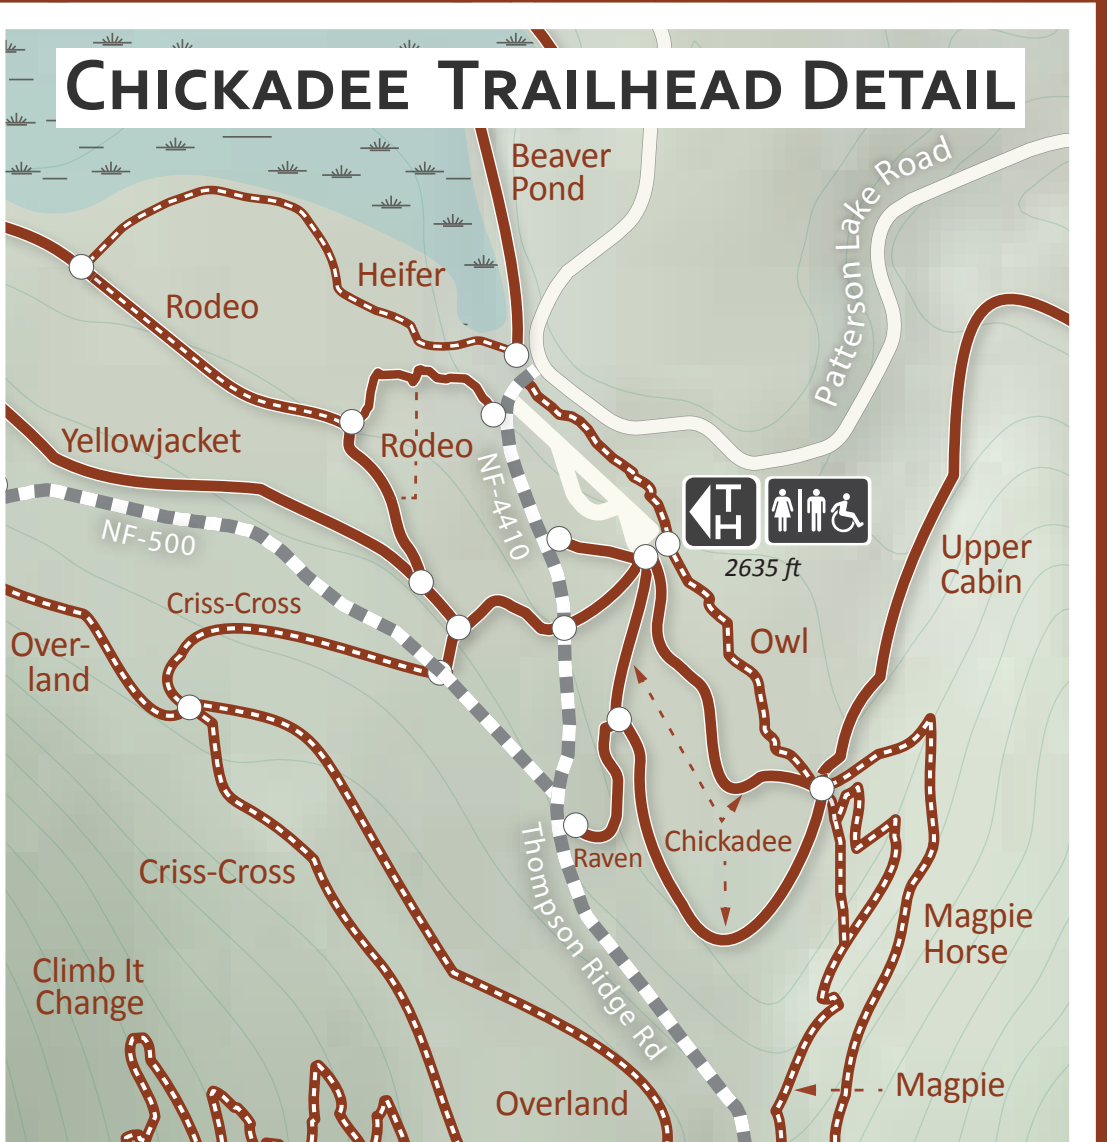 CHICKADEE TRAILHEAD DETAIL
Beaver
Pond
Patterson Lake Road
Heifer
Rodeo
Yellowjacket
Rodeo
NF-4410
NF-500
TH
2635 ft
Upper
Cabin
Criss-Cross
Over-
land
Owl
Chickadee
Raven
Thompson Ridge Rd
Criss-Cross
Magpie
Horse
Climb It
Change
Magpie
Overland